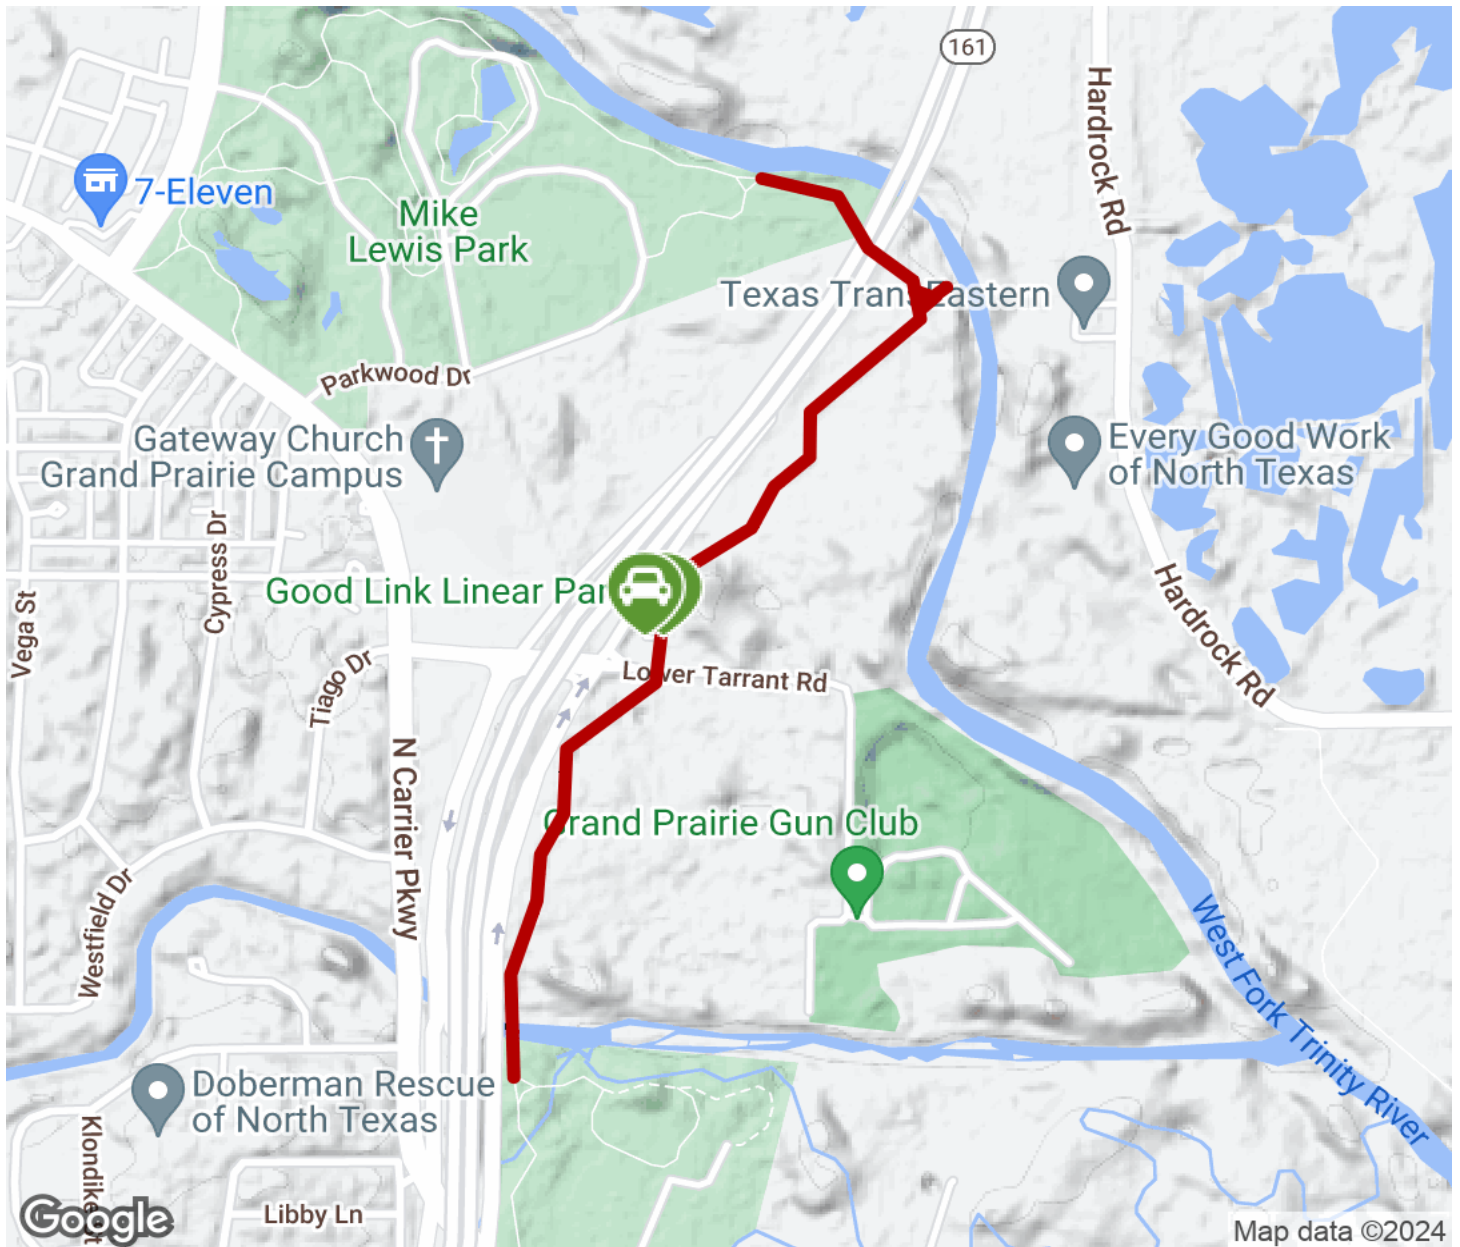 161
Hardrock Rd
7-Eleven
Mike
Lewis Park
Texas TransEastern
Parkwood Dr
Gateway Church
Grand Prairie Campus
Every Good Work
of North Texas
Cypress Dr
Vega St
Good Link Linear Par
Hardrock Rd
Tiago Dr
Lower Tarrant Rd
N Carrier Pkwy
Grand Prairie Gun Club
Westfield Dr
West Fork Trinity River
Doberman Rescue
of North Texas
Klondike
Libby Ln
Google
Map data ©2024